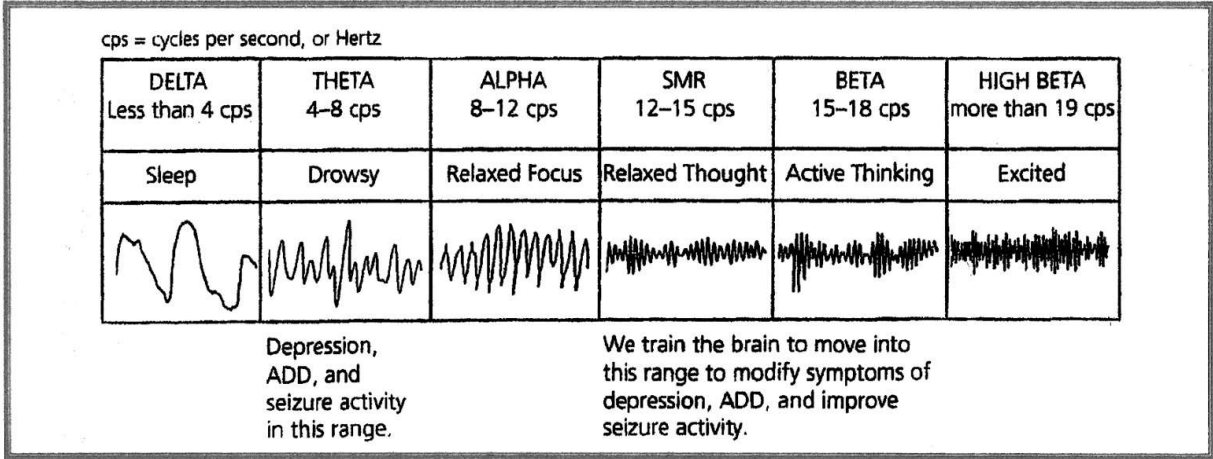 cps = cycles per second, or Hertz
DELTA
Less than 4 cps
THETA
4–8 cps
ALPHA
8–12 cps
SMR
12–15 cps
BETA
15–18 cps
HIGH BETA
more than 19 cps
Sleep
Drowsy
Relaxed Focus
Relaxed Thought
Active Thinking
Excited
Depression,
ADD, and
seizure activity
in this range.
We train the brain to move into
this range to modify symptoms of
depression, ADD, and improve
seizure activity.